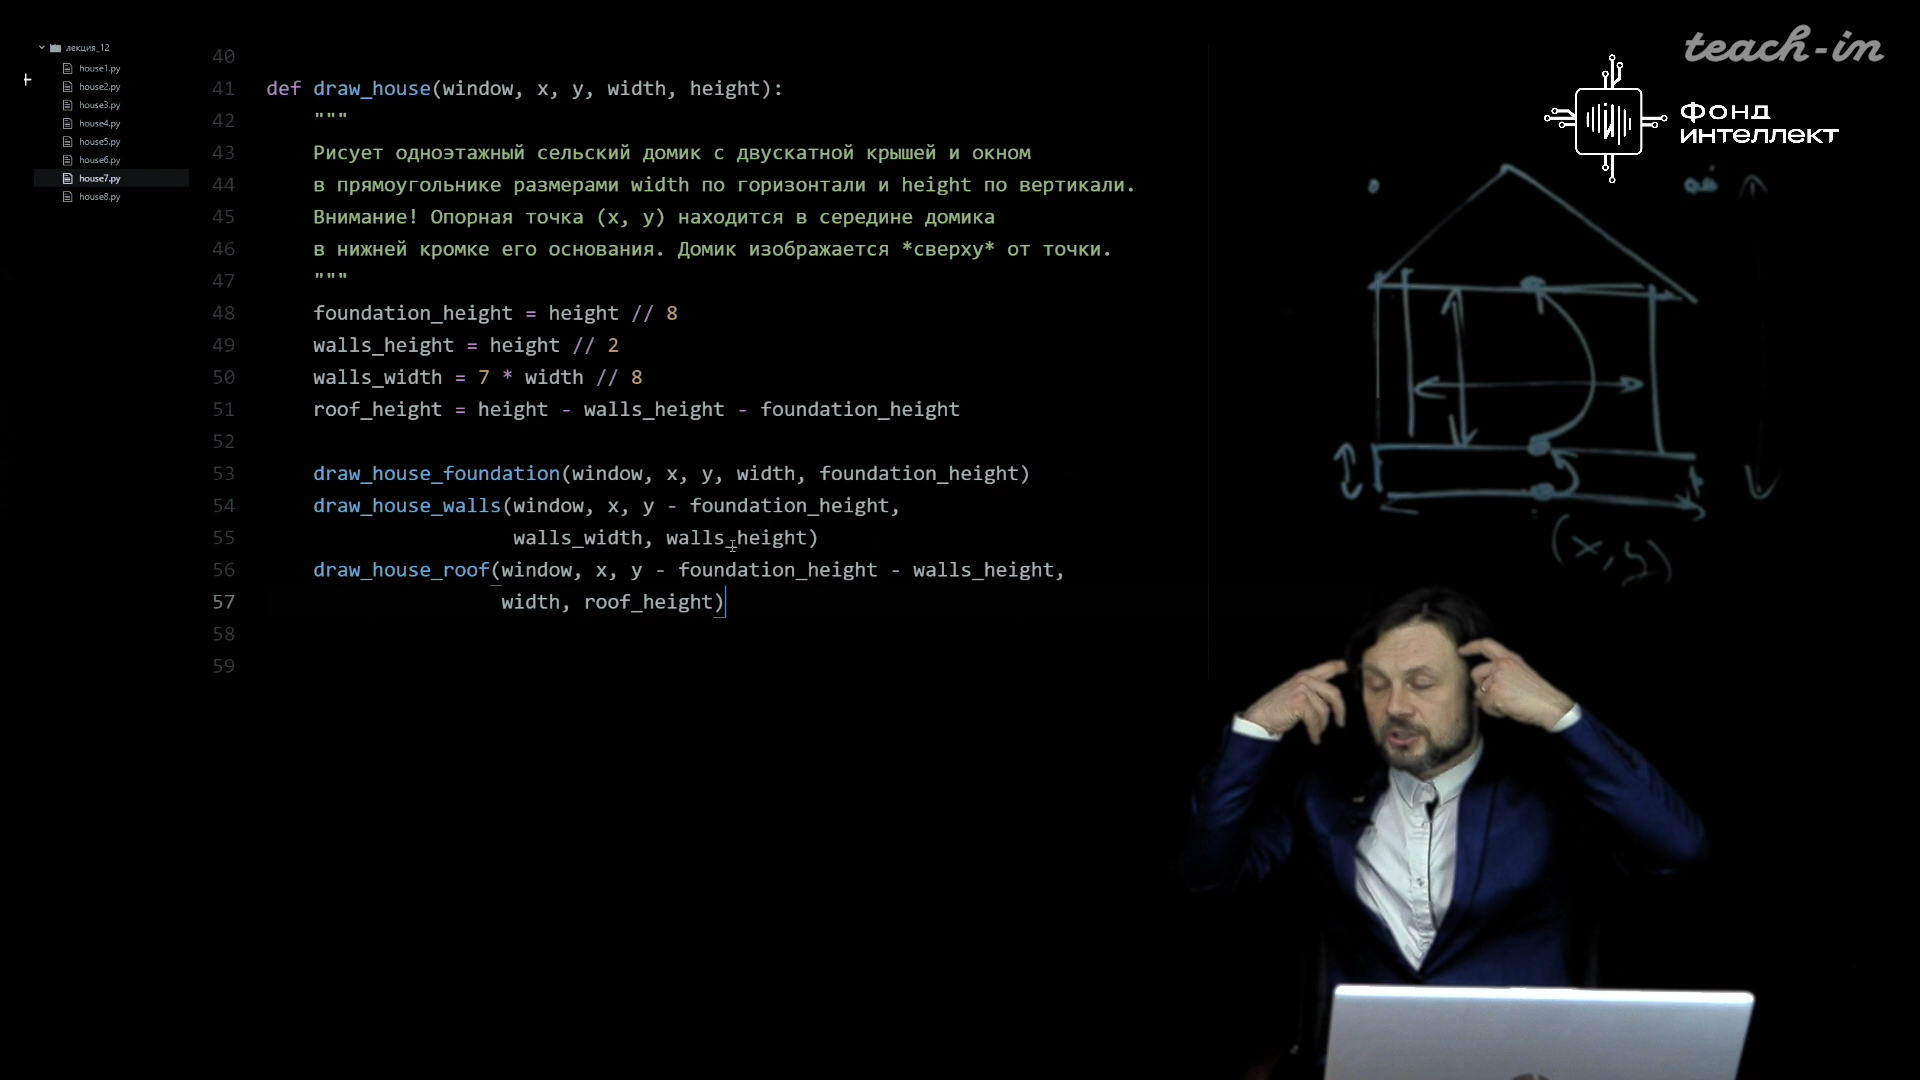 teach-in
ФОНД
ИНТЕЛЛЕКТ
лекция_12
house1.py
house2.py
house3.py
house4.py
house5.py
house6.py
house7.py
house8.py
40
41 def draw_house(window, x, y, width, height):
42 """
43 Рисует одноэтажный сельский домик с двускатной крышей и окном
44 в прямоугольнике размерами width по горизонтали и height по вертикали.
45 Внимание! Опорная точка (x, y) находится в середине домика
46 в нижней кромке его основания. Домик изображается *сверху* от точки.
47 """
48 foundation_height = height // 8
49 walls_height = height // 2
50 walls_width = 7 * width // 8
51 roof_height = height - walls_height - foundation_height
52
53 draw_house_foundation(window, x, y, width, foundation_height)
54 draw_house_walls(window, x, y - foundation_height,
55 walls_width, walls_height)
56 draw_house_roof(window, x, y - foundation_height - walls_height,
57 width, roof_height)
58
59
(x,y)